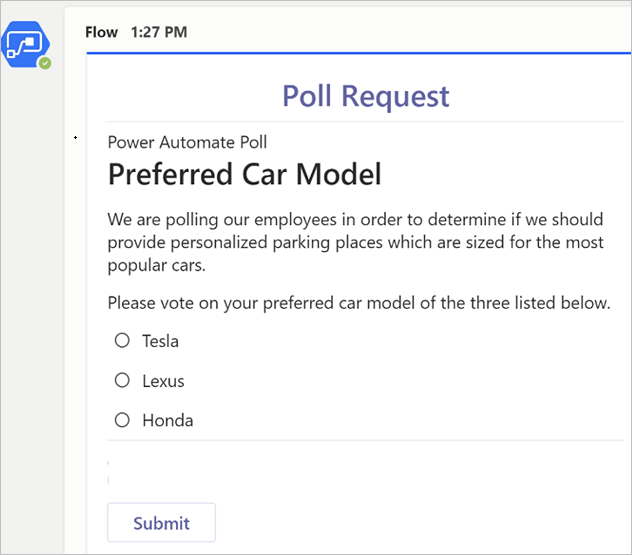 Flow 1:27 PM
Poll Request
Power Automate Poll
Preferred Car Model
We are polling our employees in order to determine if we should
provide personalized parking places which are sized for the most
popular cars.
Please vote on your preferred car model of the three listed below.
Tesla
Lexus
Honda
Submit